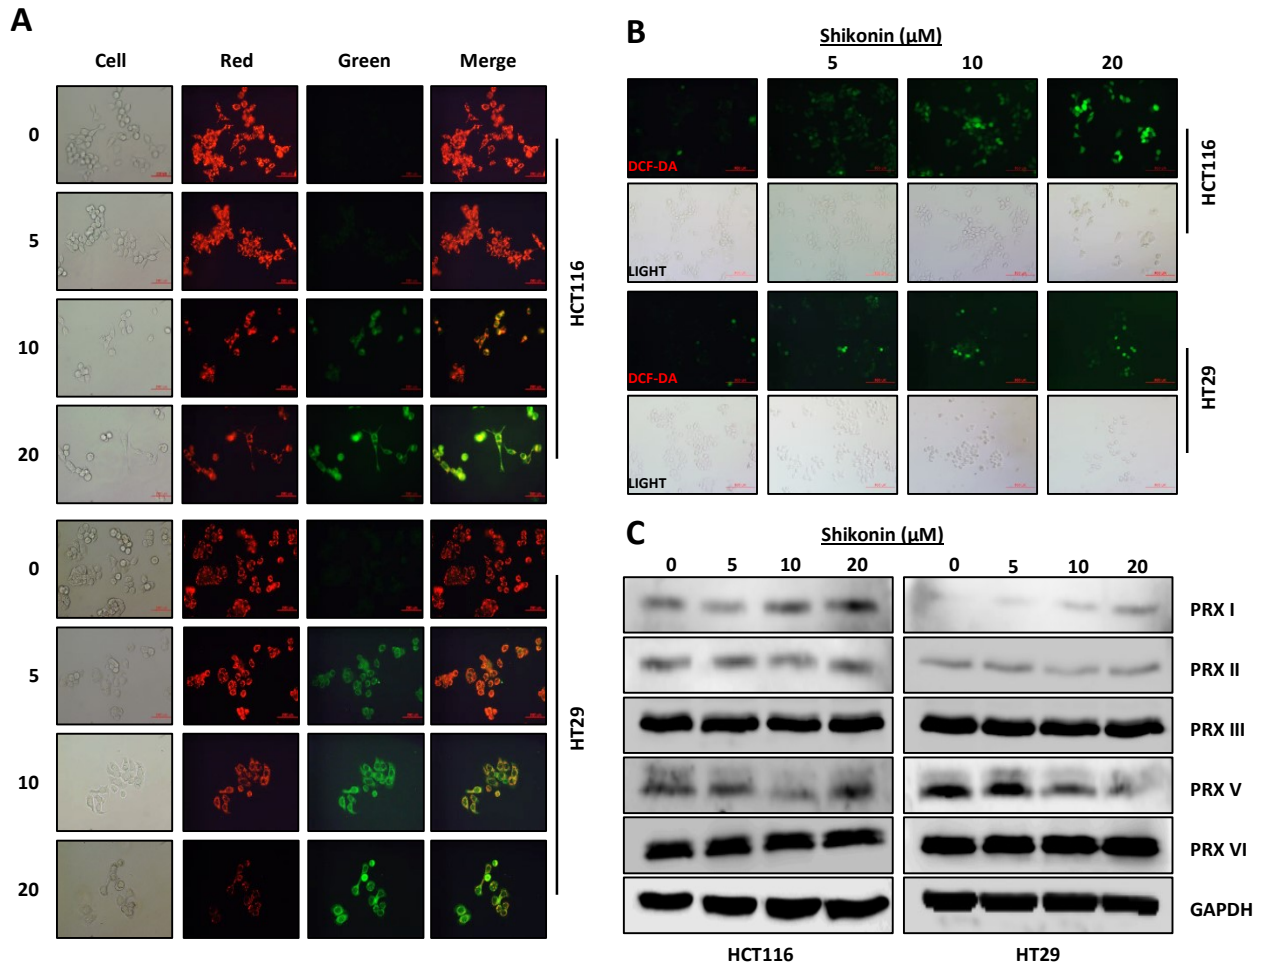 A
Cell Red Green Merge
0
5
10
20
HCT116
0
5
10
20
HT29
B
Shikonin (µM)
5 10 20
DCF-DA
LIGHT
HCT116
DCF-DA
LIGHT
HT29
C
Shikonin (µM)
0 5 10 20 0 5 10 20
PRX I
PRX II
PRX III
PRX V
PRX VI
GAPDH
HCT116 HT29